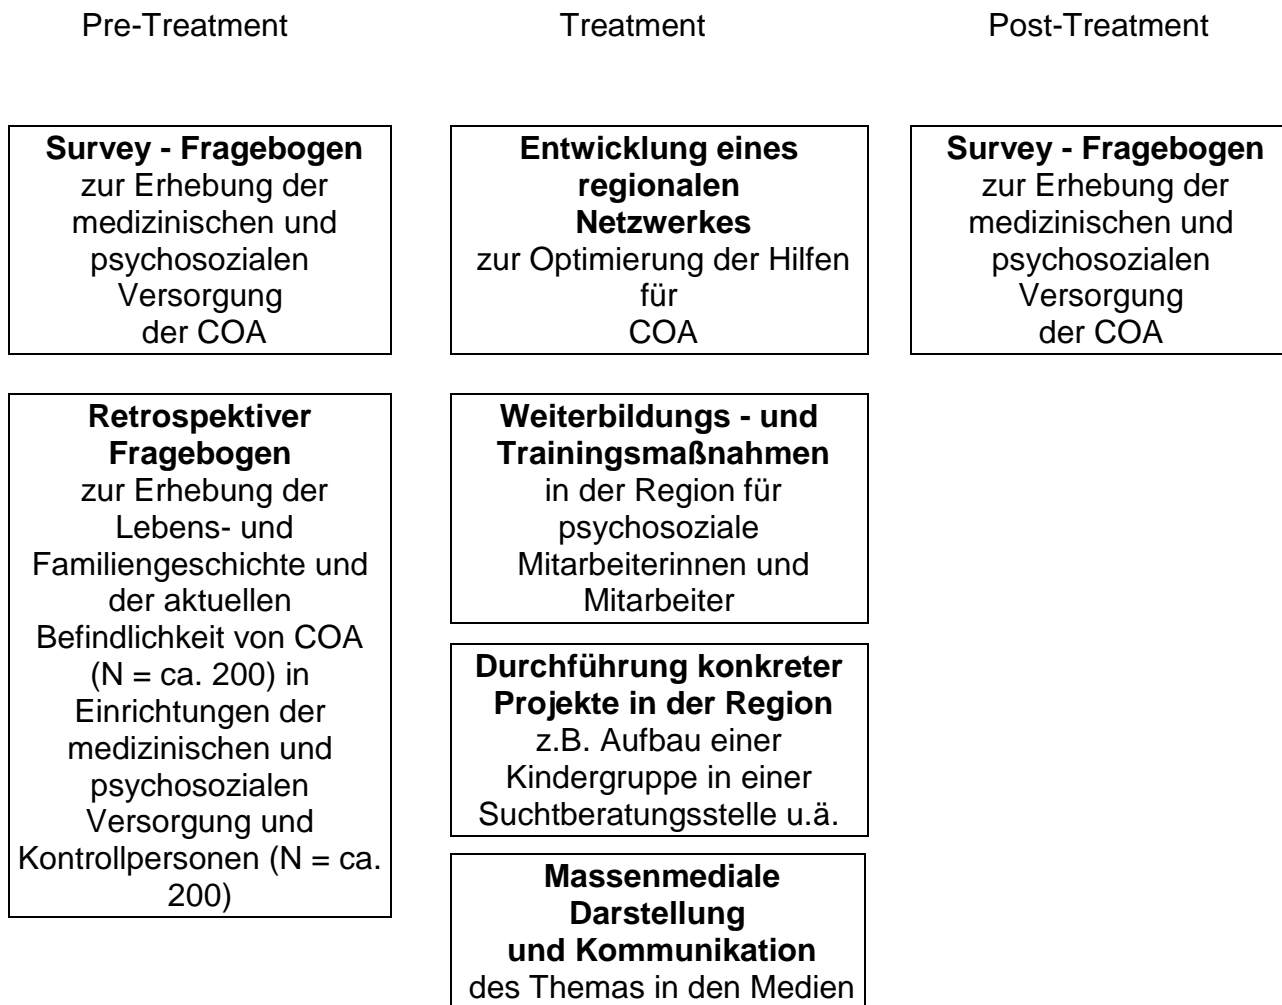 Pre-Treatment
Treatment
Post-Treatment
Survey - Fragebogen
zur Erhebung der
medizinischen und
psychosozialen
Versorgung
der COA
Entwicklung eines
regionalen
Netzwerkes
zur Optimierung der Hilfen
für
COA
Survey - Fragebogen
zur Erhebung der
medizinischen und
psychosozialen
Versorgung
der COA
Retrospektiver
Fragebogen
zur Erhebung der
Lebens- und
Familiengeschichte und
der aktuellen
Befindlichkeit von COA
(N = ca. 200) in
Einrichtungen der
medizinischen und
psychosozialen
Versorgung und
Kontrollpersonen (N = ca.
200)
Weiterbildungs - und
Trainingsmaßnahmen
in der Region für
psychosoziale
Mitarbeiterinnen und
Mitarbeiter
Durchführung konkreter
Projekte in der Region
z.B. Aufbau einer
Kindergruppe in einer
Suchtberatungsstelle u.ä.
Massenmediale
Darstellung
und Kommunikation
des Themas in den Medien